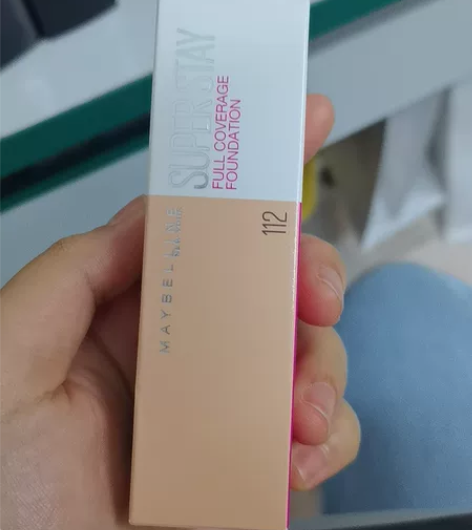 SUPER STAY
FULL COVERAGE
FOUNDATION
112
MAYBELLINE